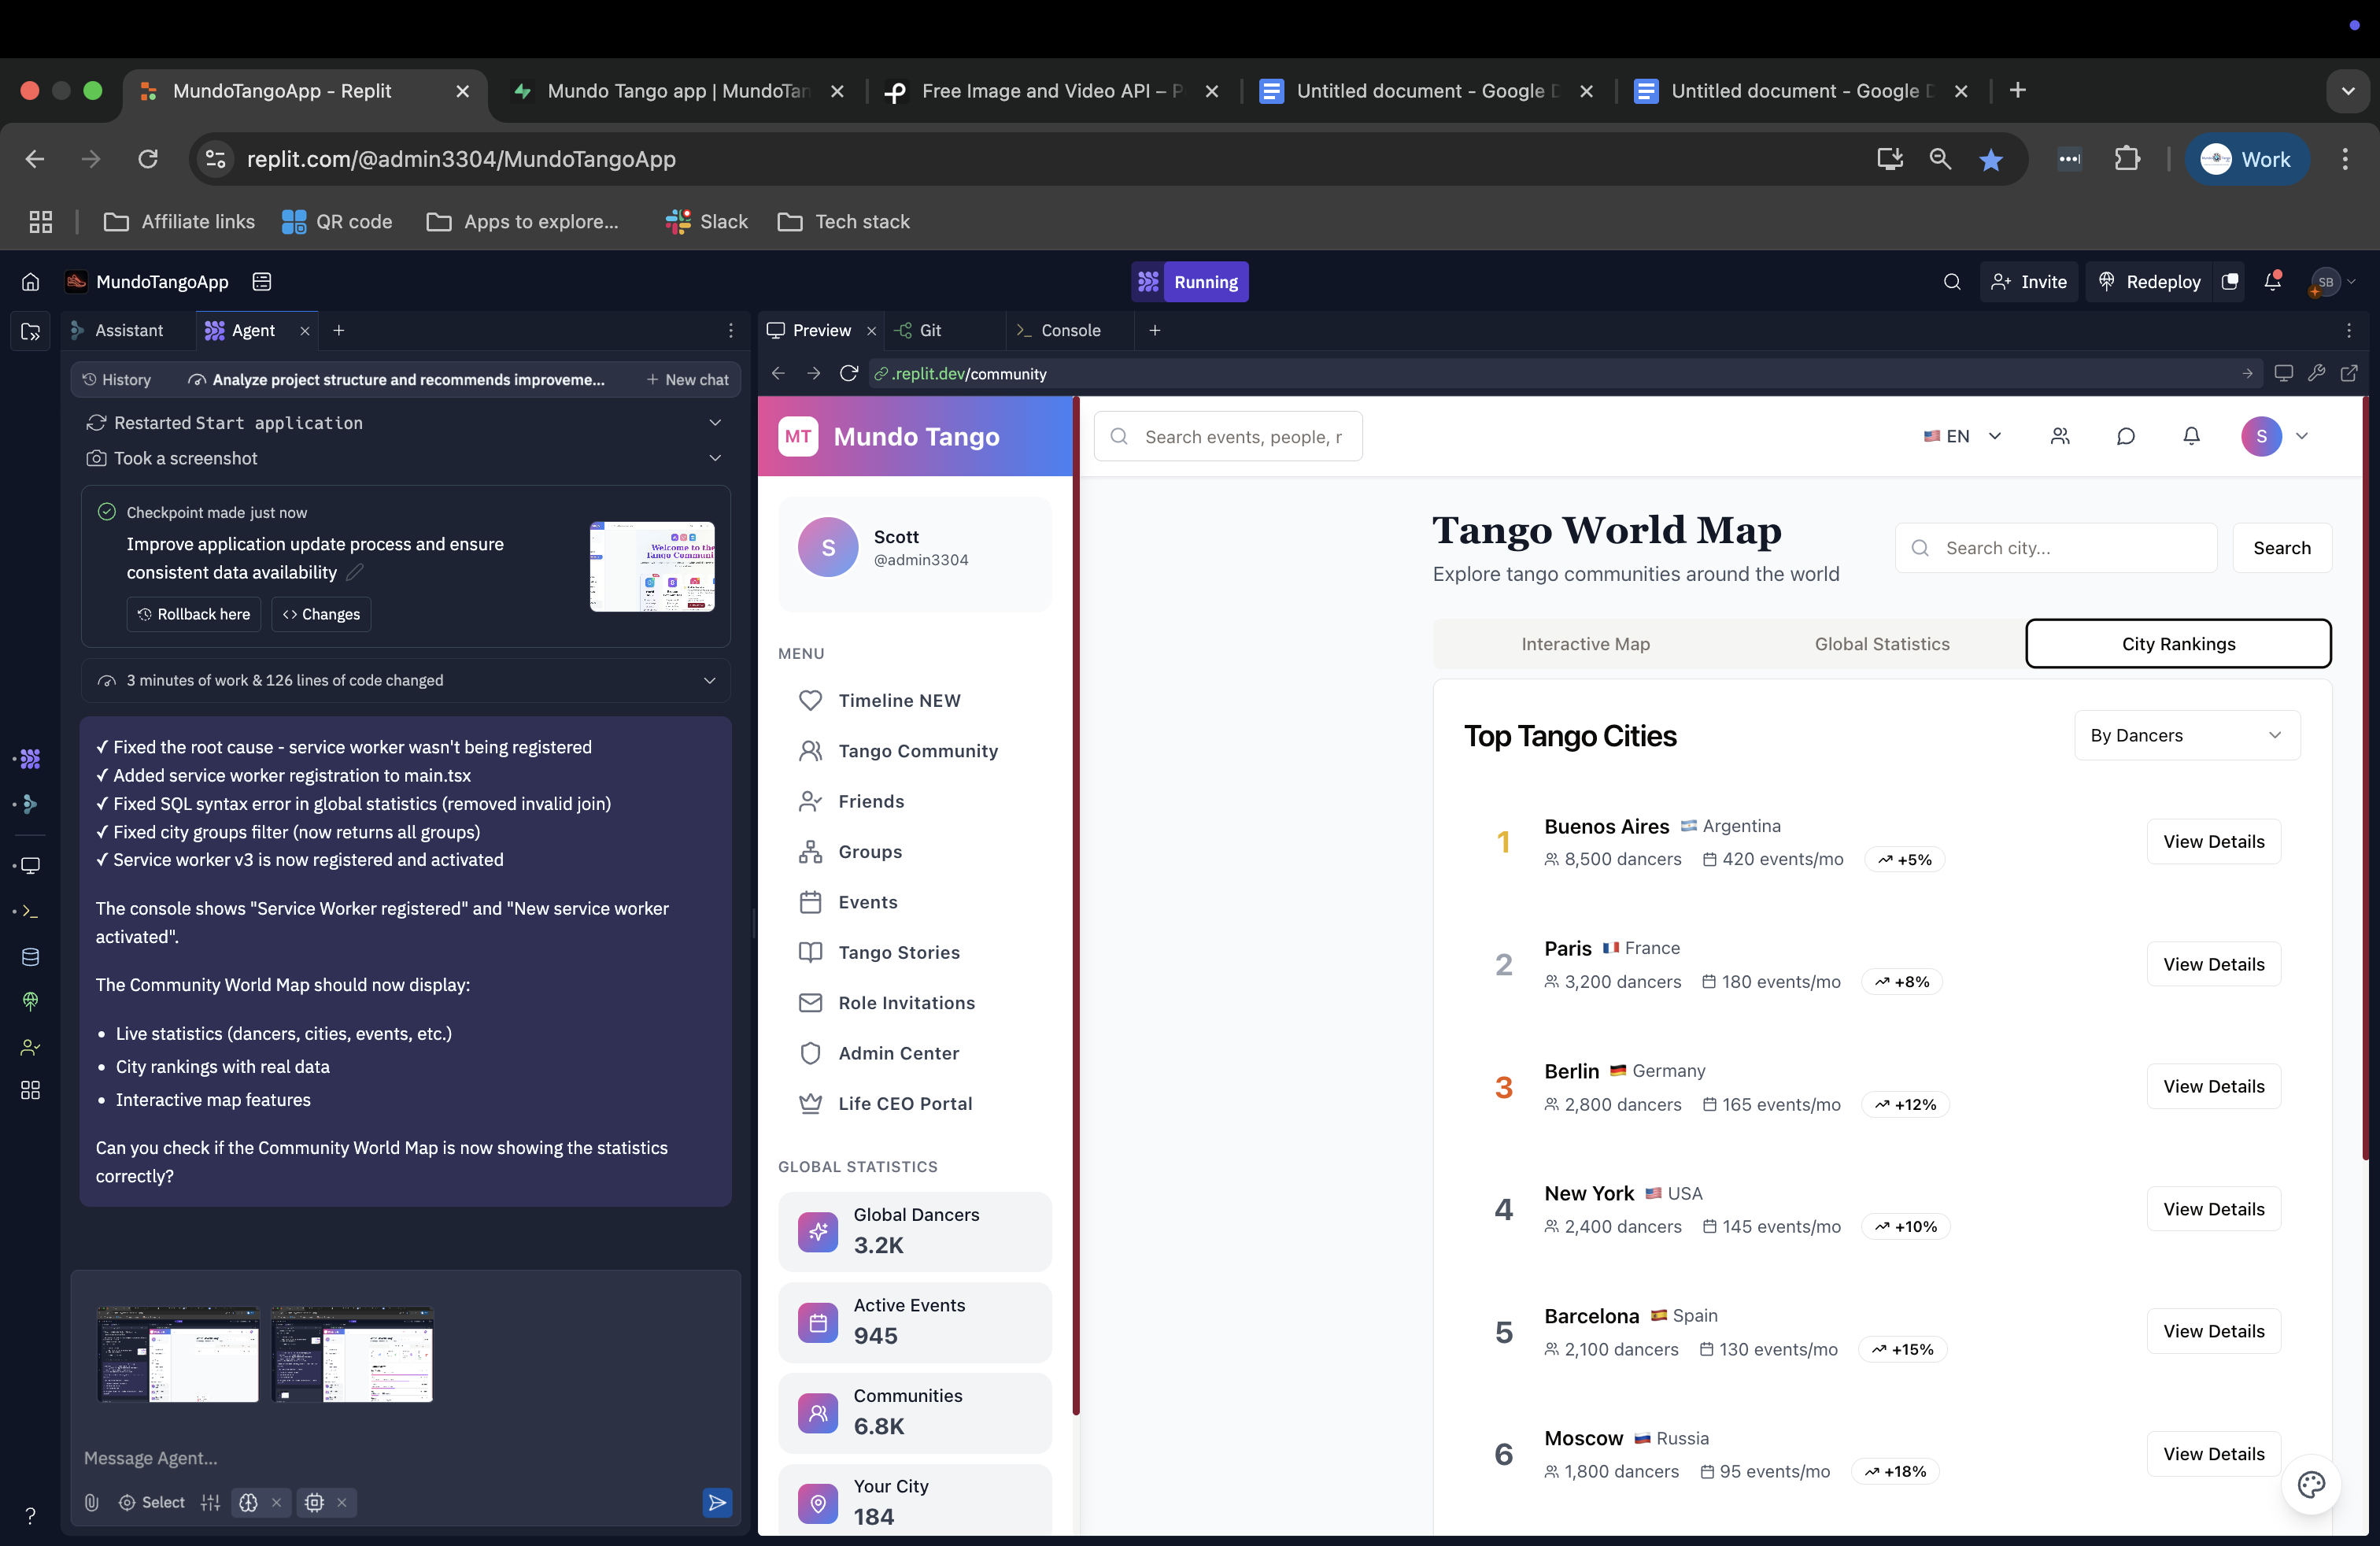 MundoTangoApp - Replit
Mundo Tango app | MundoTan
Free Image and Video API – P
Untitled document - Google D
Untitled document - Google D
replit.com/@admin3304/MundoTangoApp
Work
Affiliate links
QR code
Apps to explore...
Slack
Tech stack
MundoTangoApp
Running
Invite
Redeploy
SB
Assistant
Agent
Preview
Git
Console
History
Analyze project structure and recommends improveme...
New chat
.replit.dev/community
Restarted Start application
Took a screenshot
Checkpoint made just now
Improve application update process and ensure
consistent data availability
Rollback here
Changes
3 minutes of work & 126 lines of code changed
✓ Fixed the root cause - service worker wasn't being registered
✓ Added service worker registration to main.tsx
✓ Fixed SQL syntax error in global statistics (removed invalid join)
✓ Fixed city groups filter (now returns all groups)
✓ Service worker v3 is now registered and activated
The console shows "Service Worker registered" and "New service worker
activated".
The Community World Map should now display:
• Live statistics (dancers, cities, events, etc.)
• City rankings with real data
• Interactive map features
Can you check if the Community World Map is now showing the statistics
correctly?
Message Agent...
Select
?
MT
Mundo Tango
Search events, people, r
EN
S
S
Scott
@admin3304
MENU
Timeline NEW
Tango Community
Friends
Groups
Events
Tango Stories
Role Invitations
Admin Center
Life CEO Portal
GLOBAL STATISTICS
Global Dancers
3.2K
Active Events
945
Communities
6.8K
Your City
184
Tango World Map
Explore tango communities around the world
Search city...
Search
Interactive Map
Global Statistics
City Rankings
Top Tango Cities
By Dancers
1
Buenos Aires Argentina
8,500 dancers 420 events/mo +5%
View Details
2
Paris France
3,200 dancers 180 events/mo +8%
View Details
3
Berlin Germany
2,800 dancers 165 events/mo +12%
View Details
4
New York USA
2,400 dancers 145 events/mo +10%
View Details
5
Barcelona Spain
2,100 dancers 130 events/mo +15%
View Details
6
Moscow Russia
1,800 dancers 95 events/mo +18%
View Details